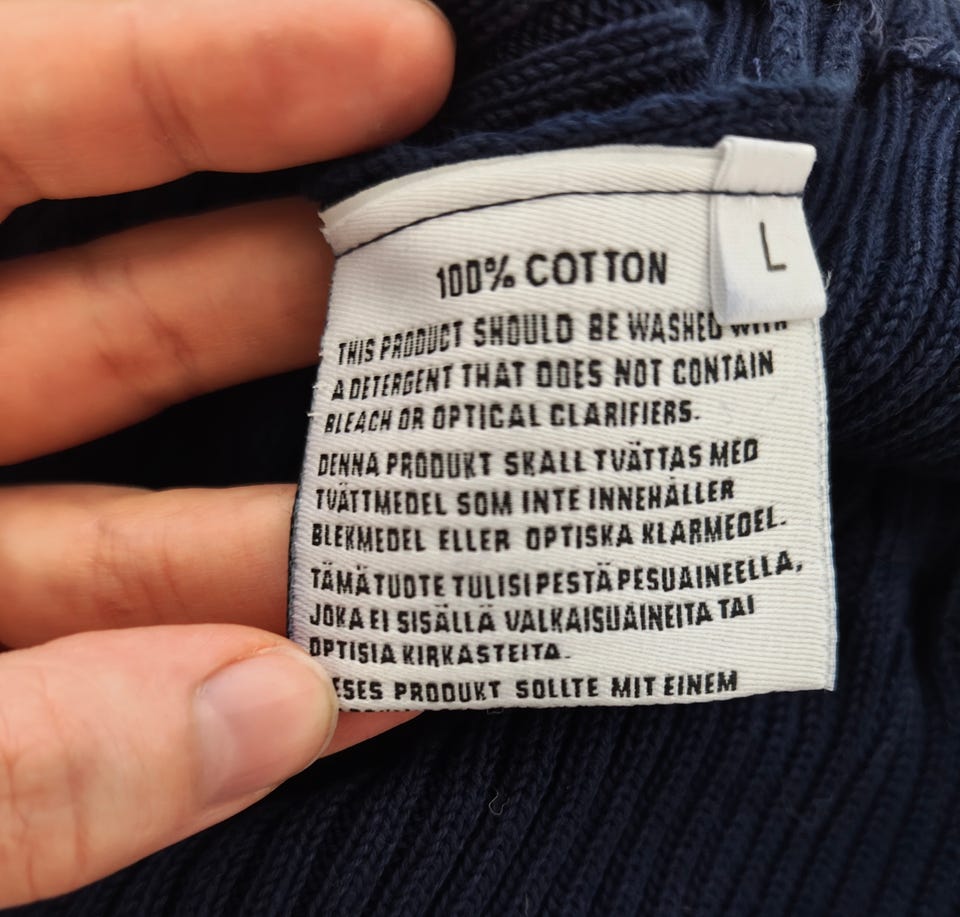 L
100% COTTON
THIS PRODUCT SHOULD BE WASHED WITH
A DETERGENT THAT DOES NOT CONTAIN
BLEACH OR OPTICAL CLARIFIERS.
DENNA PRODUKT SKALL TVÄTTAS MED
TVÄTTMEDEL SOM INTE INNEHÅLLER
BLEKMEDEL ELLER OPTISKA KLARMEDEL.
TÄMÄ TUOTE TULISI PESTÄ PESUAINEELLA,
JOKA EI SISÄLLÄ VALKAISUAINEITA TAI
OPTISIA KIRKASTEITA.
ESES PRODUKT SOLLTE MIT EINEM